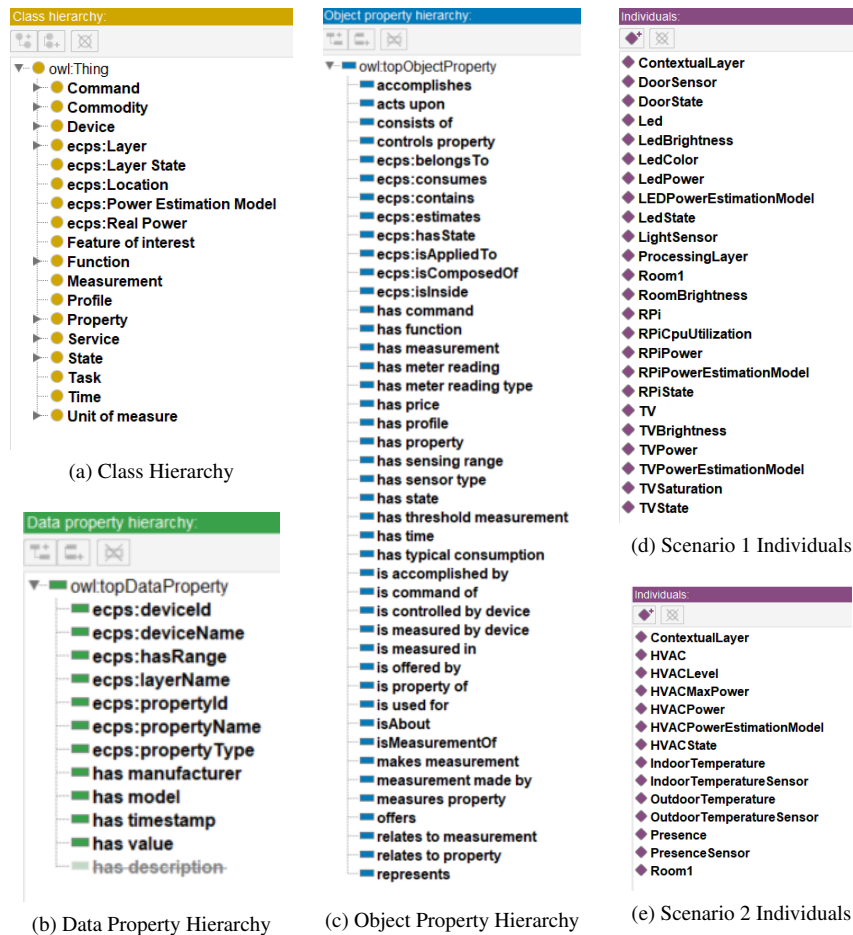 Class hierarchy:
owl:Thing
Command
Commodity
Device
ecps:Layer
ecps:Layer State
ecps:Location
ecps:Power Estimation Model
ecps:Real Power
Feature of interest
Function
Measurement
Profile
Property
Service
State
Task
Time
Unit of measure
(a) Class Hierarchy
Data property hierarchy:
owl:topDataProperty
ecps:deviceId
ecps:deviceName
ecps:hasRange
ecps:layerName
ecps:propertyId
ecps:propertyName
ecps:propertyType
has manufacturer
has model
has timestamp
has value
has description
(b) Data Property Hierarchy
Object property hierarchy:
owl:topObjectProperty
accomplishes
acts upon
consists of
controls property
ecps:belongsTo
ecps:consumes
ecps:contains
ecps:estimates
ecps:hasState
ecps:isAppliedTo
ecps:isComposedOf
ecps:isInside
has command
has function
has measurement
has meter reading
has meter reading type
has price
has profile
has property
has sensing range
has sensor type
has state
has threshold measurement
has time
has typical consumption
is accomplished by
is command of
is controlled by device
is measured by device
is measured in
is offered by
is property of
is used for
isAbout
isMeasurementOf
makes measurement
measurement made by
measures property
offers
relates to measurement
relates to property
represents
(c) Object Property Hierarchy
Individuals:
ContextualLayer
DoorSensor
DoorState
Led
LedBrightness
LedColor
LedPower
LEDPowerEstimationModel
LedState
LightSensor
ProcessingLayer
Room1
RoomBrightness
RPi
RPiCpuUtilization
RPiPower
RPiPowerEstimationModel
RPiState
TV
TVBrightness
TVPower
TVPowerEstimationModel
TVSaturation
TVState
(d) Scenario 1 Individuals
Individuals:
ContextualLayer
HVAC
HVACLevel
HVACMaxPower
HVACPower
HVACPowerEstimationModel
HVACState
IndoorTemperature
IndoorTemperatureSensor
OutdoorTemperature
OutdoorTemperatureSensor
Presence
PresenceSensor
Room1
(e) Scenario 2 Individuals